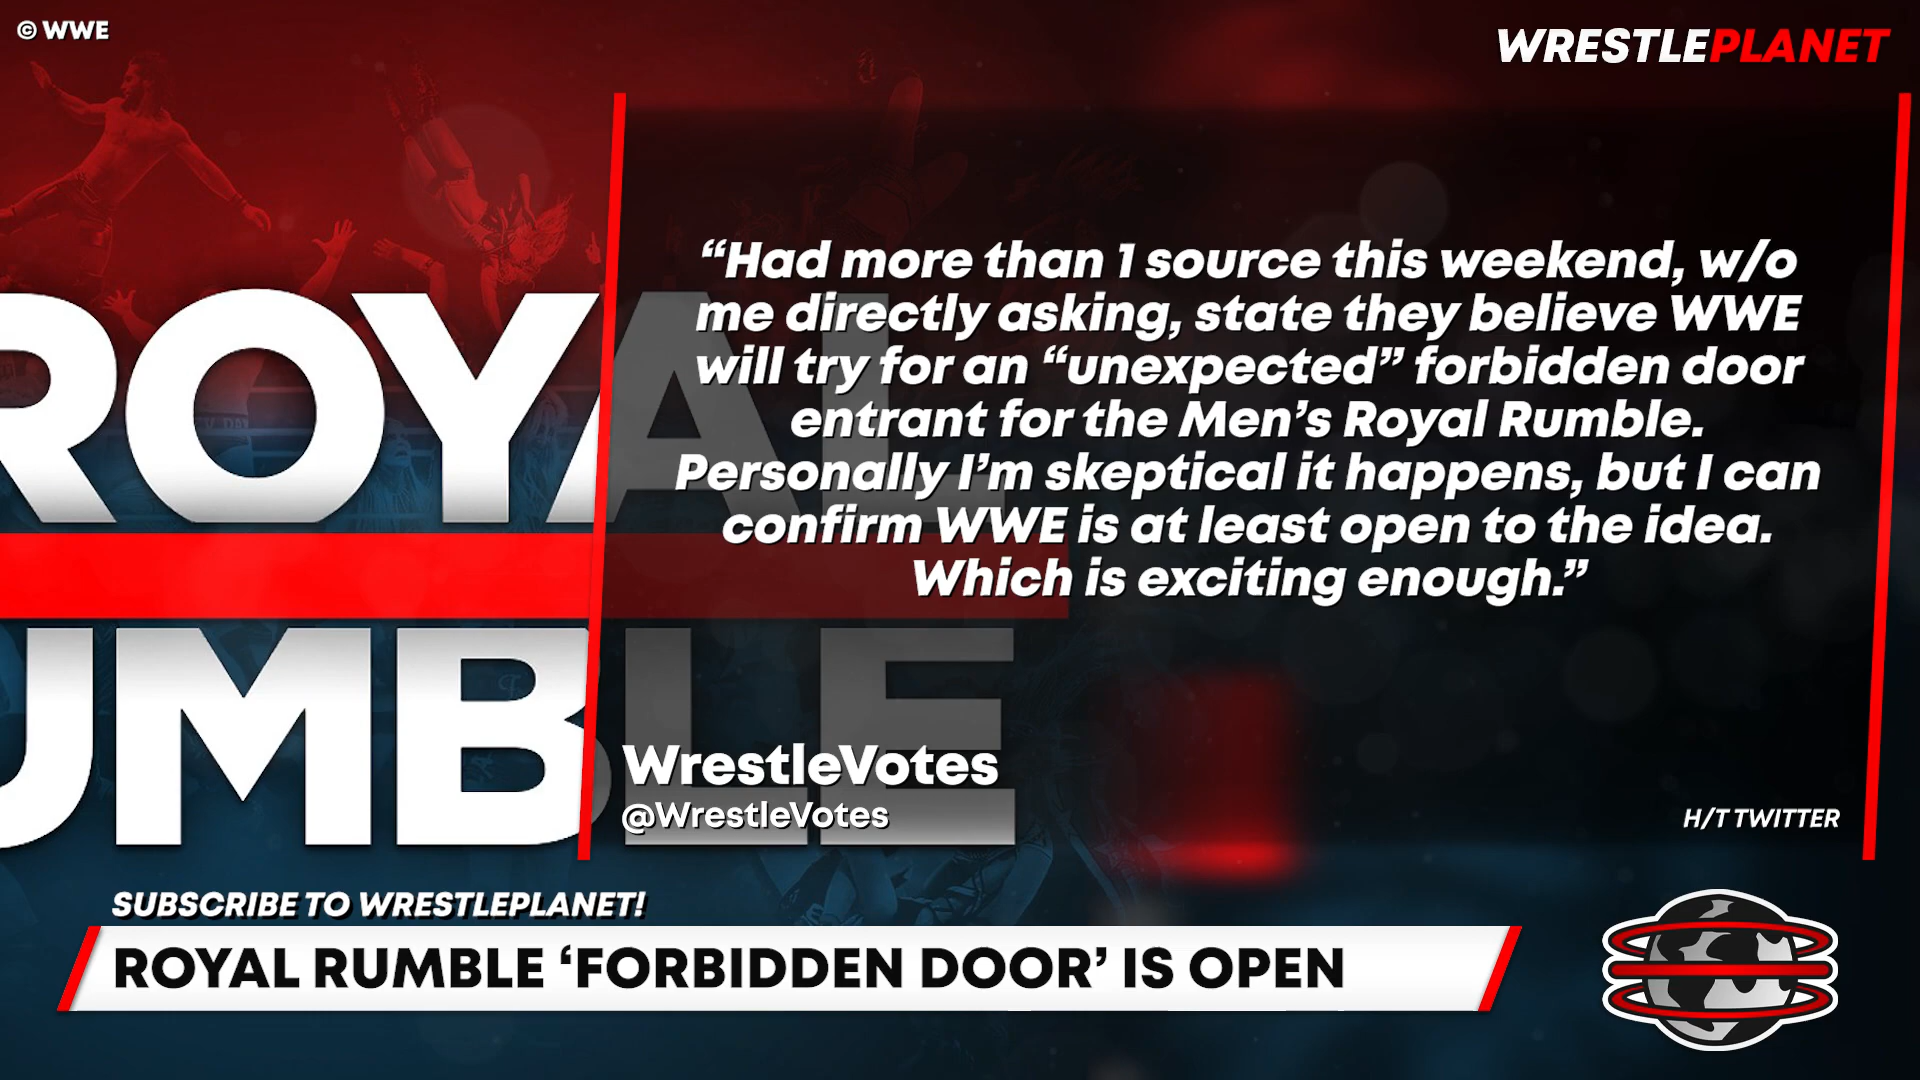 © WWE
WRESTLEPLANET
ROYAL
RUMBLE
“Had more than 1 source this weekend, w/o
me directly asking, state they believe WWE
will try for an “unexpected” forbidden door
entrant for the Men’s Royal Rumble.
Personally I’m skeptical it happens, but I can
confirm WWE is at least open to the idea.
Which is exciting enough.”
WrestleVotes
@WrestleVotes
H/T TWITTER
SUBSCRIBE TO WRESTLEPLANET!
ROYAL RUMBLE ‘FORBIDDEN DOOR’ IS OPEN